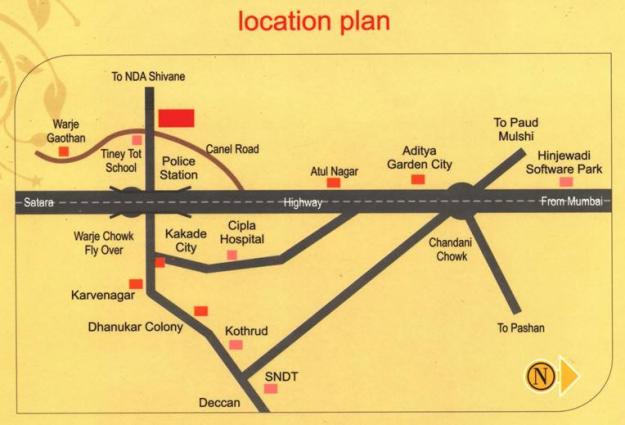 location plan
To NDA Shivane
Warje
Gaothan
Tiney Tot
School
Police
Station
Canel Road
Atul Nagar
Aditya
Garden City
To Paud
Mulshi
Hinjewadi
Software Park
Satara
Highway
From Mumbai
Warje Chowk
Fly Over
Kakade
City
Cipla
Hospital
Chandani
Chowk
Karvenagar
Dhanukar Colony
Kothrud
To Pashan
SNDT
Deccan
N